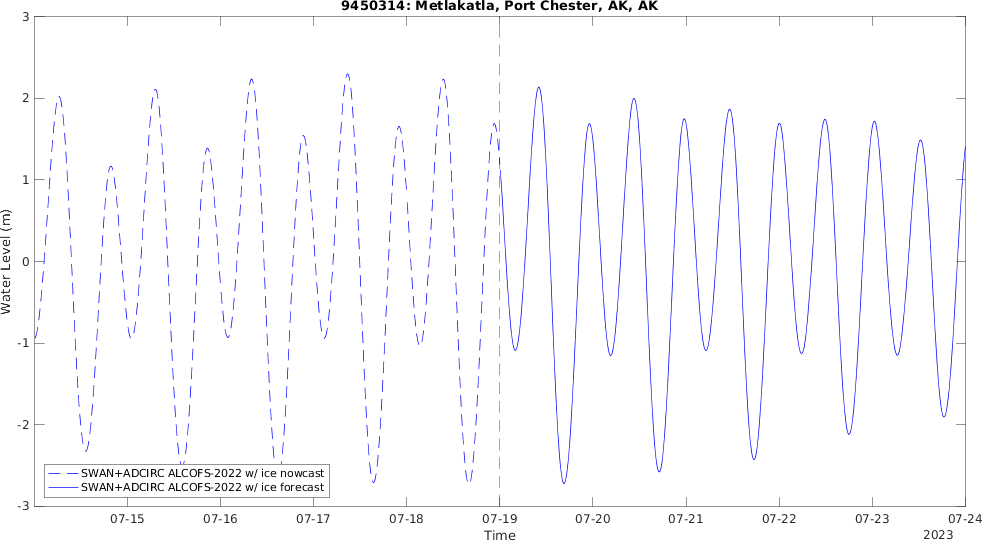 9450314: Metlakatla, Port Chester, AK, AK
3
2
1
0
-1
-2
-3
Water Level (m)
SWAN+ADCIRC ALCOFS-2022 w/ ice nowcast
SWAN+ADCIRC ALCOFS-2022 w/ ice forecast
07-15 07-16 07-17 07-18 07-19 07-20 07-21 07-22 07-23 07-24
Time
2023